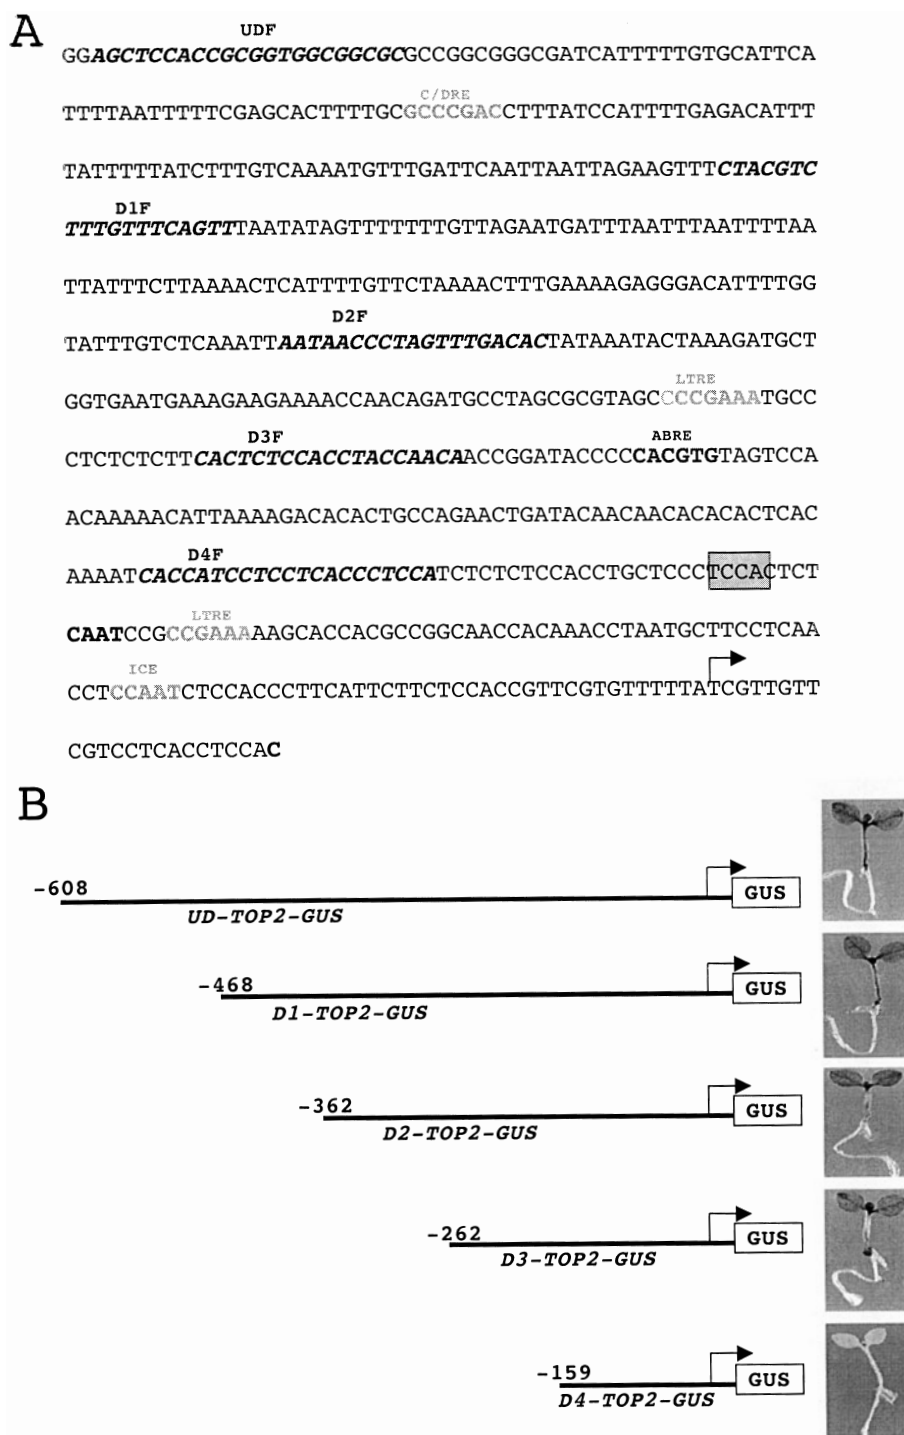 A
UDF
GGAGCTCCACCGCGGTGGCGGCGCGCCGGCGGGCGATCATTTTTGTGCATTCA
C/DRE
TTTTAATTTTTCGAGCACTTTTGCGCCCGACCTTTATCCATTTTGAGACATTT
TATTTTTATCTTTGTCAAAATGTTTGATTCAATTAATTAGAAGTTTCTACGTC
D1F
TTTGTTTCAGTTTAATATAGTTTTTTTGTTAGAATGATTTAATTTAATTTTAA
TTATTTCTTAAAACTCATTTTGTTCTAAAACTTTGAAAAGAGGGACATTTTGG
D2F
TATTTGTCTCAAATTAATAACCCTAGTTTGACACTATAAATACTAAAGATGCT
LTRE
GGTGAATGAAAGAAGAAAACCAACAGATGCCTAGCGCGTAGCCCCGAAATGCC
D3F ABRE
CTCTCTCTTCACTCTCCACCTACCAACAACCGGATACCCCCACGTGTAGTCCA
ACAAAAACATTAAAAGACACACTGCCAGAACTGATACAACAACACACACTCAC
D4F
AAAATCACCATCCTCCTCACCCTCCATCTCTCTCCACCTGCTCCCTCCACTCT
LTRE
CAATCCGCCGAAAAAGCACCACGCCGGCAACCACAAACCTAATGCTTCCTCAA
ICE
CCTCCAATCTCCACCCTTCATTCTTCTCCACCGTTCGTGTTTTTATCGTTGTT
CGTCCTCACCTCCAC
B
-608
GUS
UD-TOP2-GUS
-468
GUS
D1-TOP2-GUS
-362
GUS
D2-TOP2-GUS
-262
GUS
D3-TOP2-GUS
-159
GUS
D4-TOP2-GUS